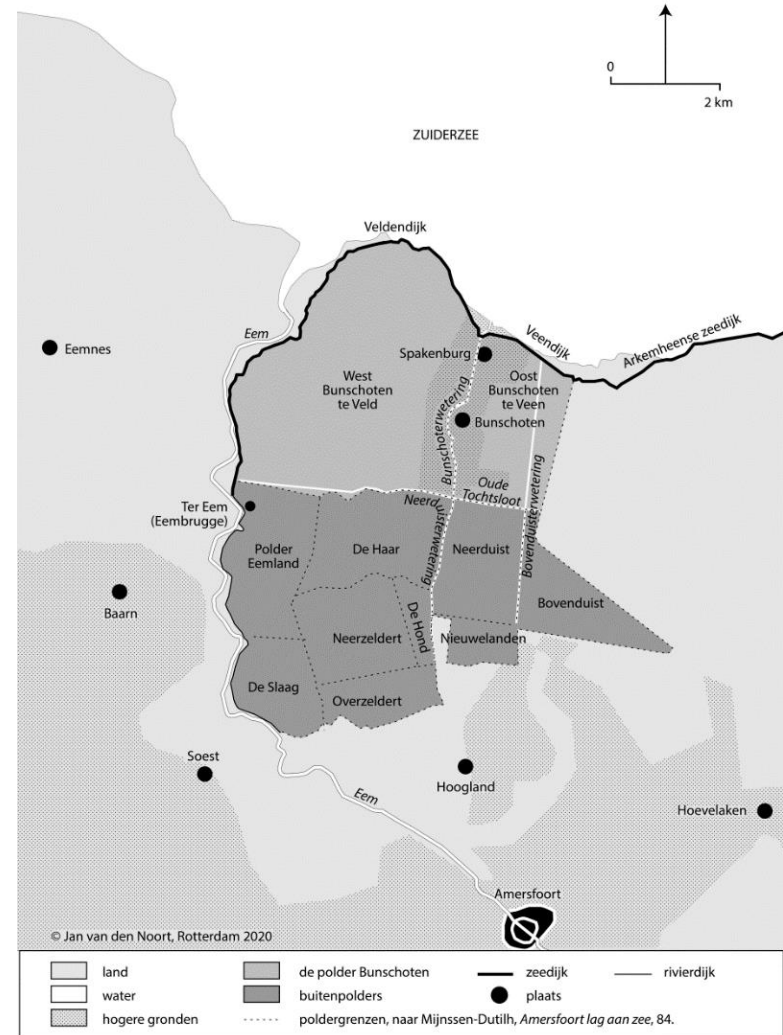 0
2 km
ZUIDERZEE
Veldendijk
Eem
Eemnes
Spakenburg
Veendijk
Arkemheense zeedijk
West
Bunschoten
te Veld
Oost
Bunschoten
te Veen
Bunschoterwetering
Bunschoten
Oude
Tochtsloot
Bovenduisterwetering
Ter Eem
(Eembrugge)
Neerduisterwetering
Polder
Eemland
De Haar
Neerduist
Baarn
Bovenduist
De Hond
Neerzeldert
Nieuwelanden
De Slaag
Overzeldert
Soest
Hoogland
Eem
Hoevelaken
Amersfoort
© Jan van den Noort, Rotterdam 2020
land
de polder Bunschoten
zeedijk
rivierdijk
water
buitenpolders
plaats
hogere gronden
poldergrenzen, naar Mijnssen-Dutilh, Amersfoort lag aan zee, 84.